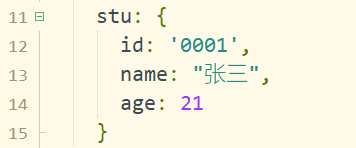 11 stu: {
12 id: '0001',
13 name: "张三",
14 age: 21
15 }